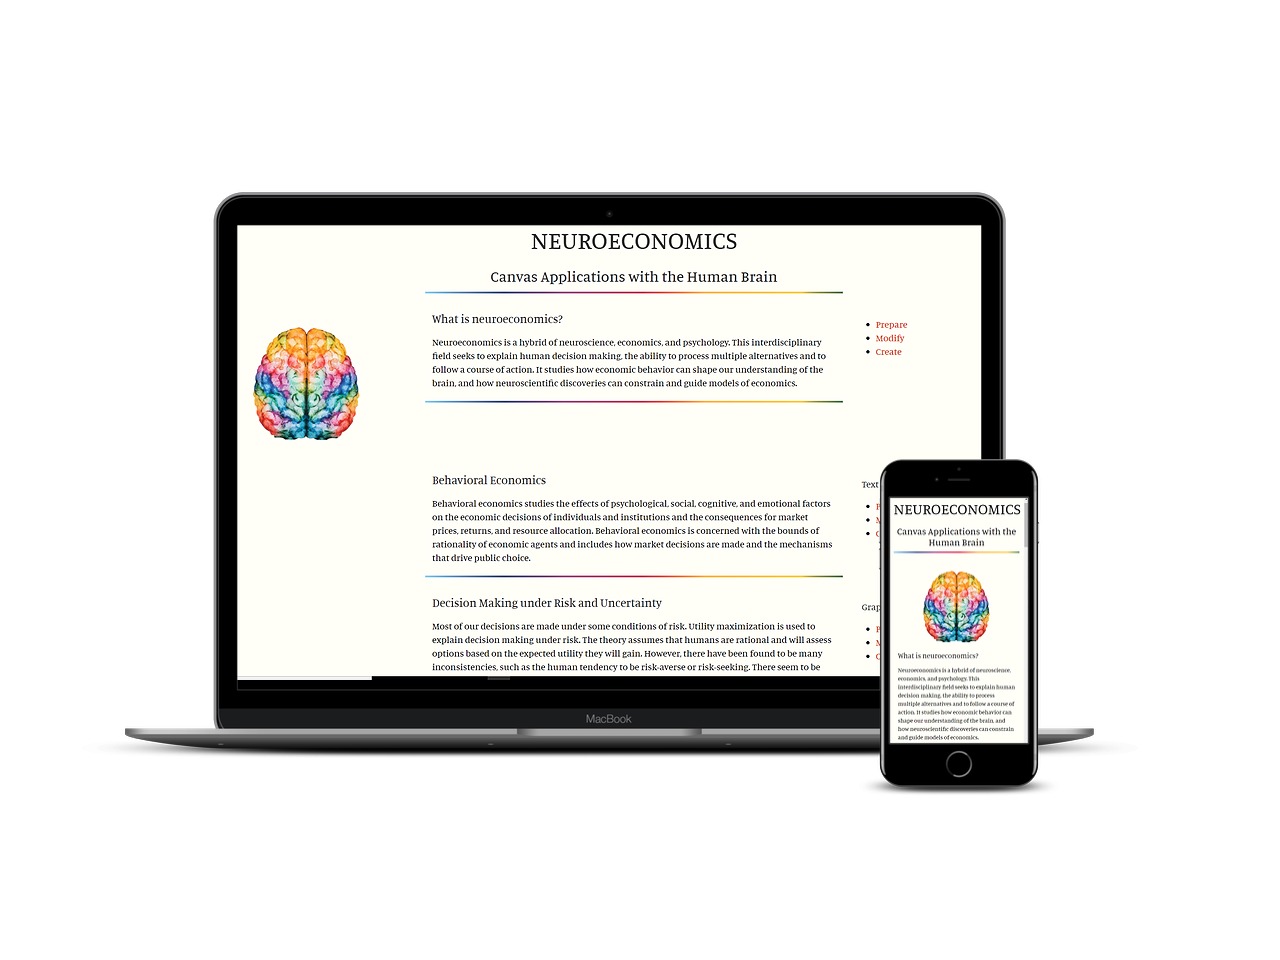 NEUROECONOMICS
Canvas Applications with the Human Brain
What is neuroeconomics?
Neuroeconomics is a hybrid of neuroscience, economics, and psychology. This interdisciplinary
field seeks to explain human decision making, the ability to process multiple alternatives and to
follow a course of action. It studies how economic behavior can shape our understanding of the
brain, and how neuroscientific discoveries can constrain and guide models of economics.
Prepare
Modify
Create
Behavioral Economics
Behavioral economics studies the effects of psychological, social, cognitive, and emotional factors
on the economic decisions of individuals and institutions and the consequences for market
prices, returns, and resource allocation. Behavioral economics is concerned with the bounds of
rationality of economic agents and includes how market decisions are made and the mechanisms
that drive public choice.
Text
Decision Making under Risk and Uncertainty
Most of our decisions are made under some conditions of risk. Utility maximization is used to
explain decision making under risk. The theory assumes that humans are rational and will assess
options based on the expected utility they will gain. However, there have been found to be many
inconsistencies, such as the human tendency to be risk-averse or risk-seeking. There seem to be
Grap
MacBook
NEUROECONOMICS
Canvas Applications with the
Human Brain
What is neuroeconomics?
Neuroeconomics is a hybrid of neuroscience,
economics, and psychology. This
interdisciplinary field seeks to explain human
decision making, the ability to process
multiple alternatives and to follow a course of
action. It studies how economic behavior can
shape our understanding of the brain, and
how neuroscientific discoveries can constrain
and guide models of economics.